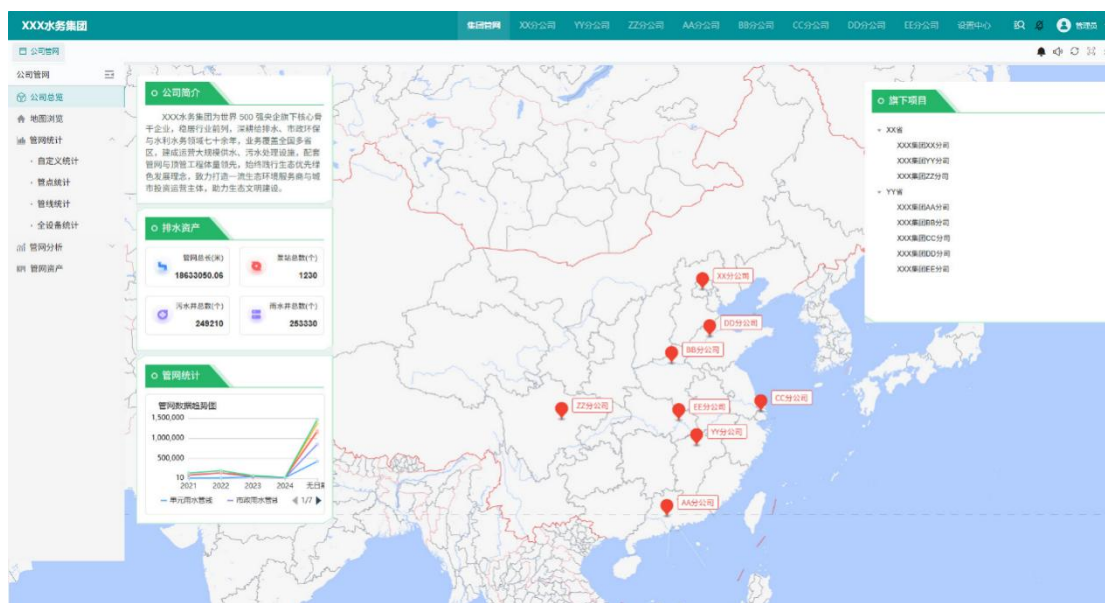 XXX水务集团
集团管网 XX分公司 YY分公司 ZZ分公司 AA分公司 BB分公司 CC分公司 DD分公司 EE分公司 设置中心 管理员
公司管网
公司管网
公司总览
地图浏览
管网统计
· 自定义统计
· 管点统计
· 管线统计
· 全设备统计
管网分析
KPI 管网资产
公司简介
XXX水务集团为世界 500 强央企旗下核心骨
干企业，稳居行业前列，深耕给排水、市政环保
与水利水务领域七十余年，业务覆盖全国多省
区，建成运营大规模供水、污水处理设施，配套
管网与顶管工程体量领先，始终践行生态优先绿
色发展理念，致力打造一流生态环境服务商与城
市投资运营主体，助力生态文明建设。
排水资产
管网总长(米)
18633050.06
泵站总数(个)
1230
污水井总数(个)
248210
雨水井总数(个)
253330
管网统计
管网数据趋势图
1,500,000
1,000,000
500,000
10
2021 2022 2023 2024 无日期
单元雨水管线 市政雨水管线 1/7
XX分公司
DD分公司
BB分公司
ZZ分公司
EE分公司
CC分公司
YY分公司
AA分公司
旗下项目
XX省
XXX集团XX分司
XXX集团YY分司
XXX集团ZZ分司
YY省
XXX集团AA分司
XXX集团BB分司
XXX集团CC分司
XXX集团DD分司
XXX集团EE分司